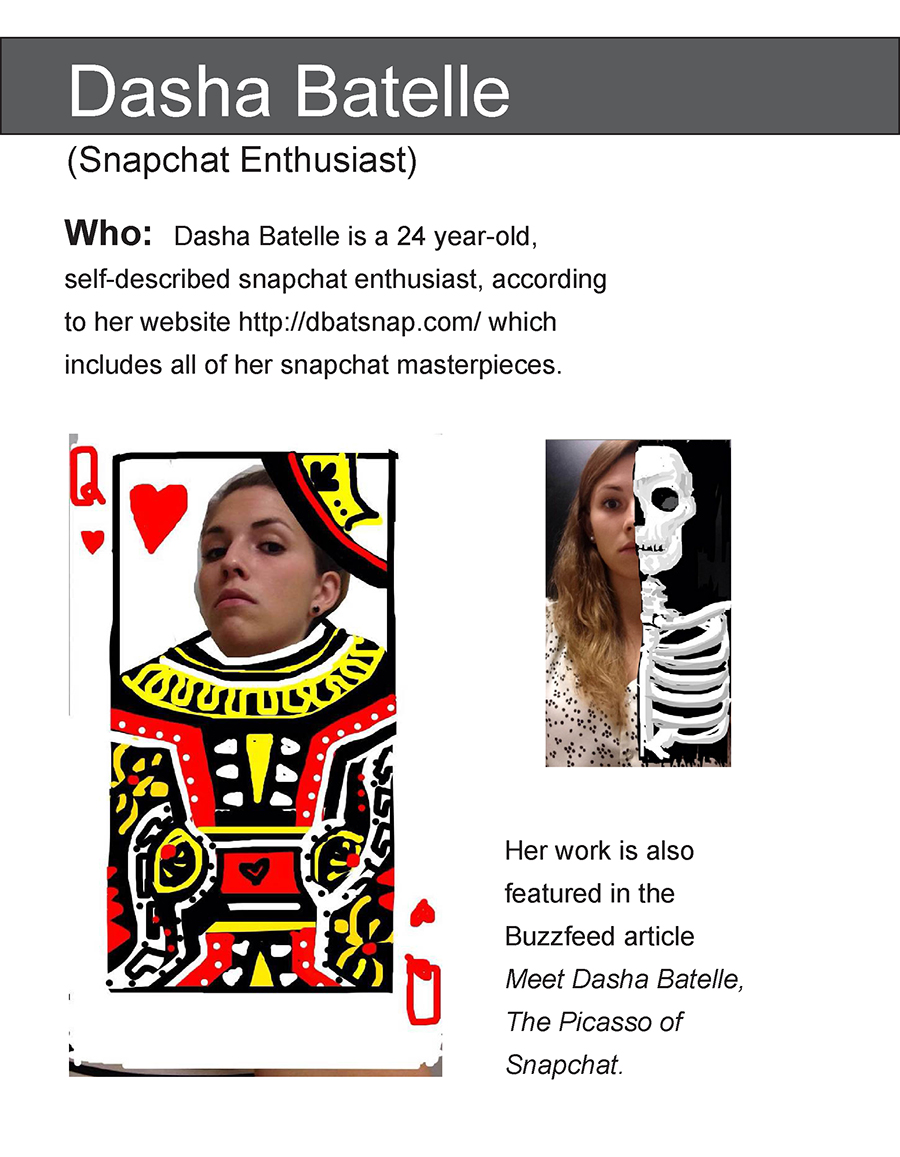 Dasha Batelle
(Snapchat Enthusiast)
Who: Dasha Batelle is a 24 year-old,
self-described snapchat enthusiast, according
to her website http://dbatsnap.com/ which
includes all of her snapchat masterpieces.
Q
Q
Her work is also
featured in the
Buzzfeed article
Meet Dasha Batelle,
The Picasso of
Snapchat.